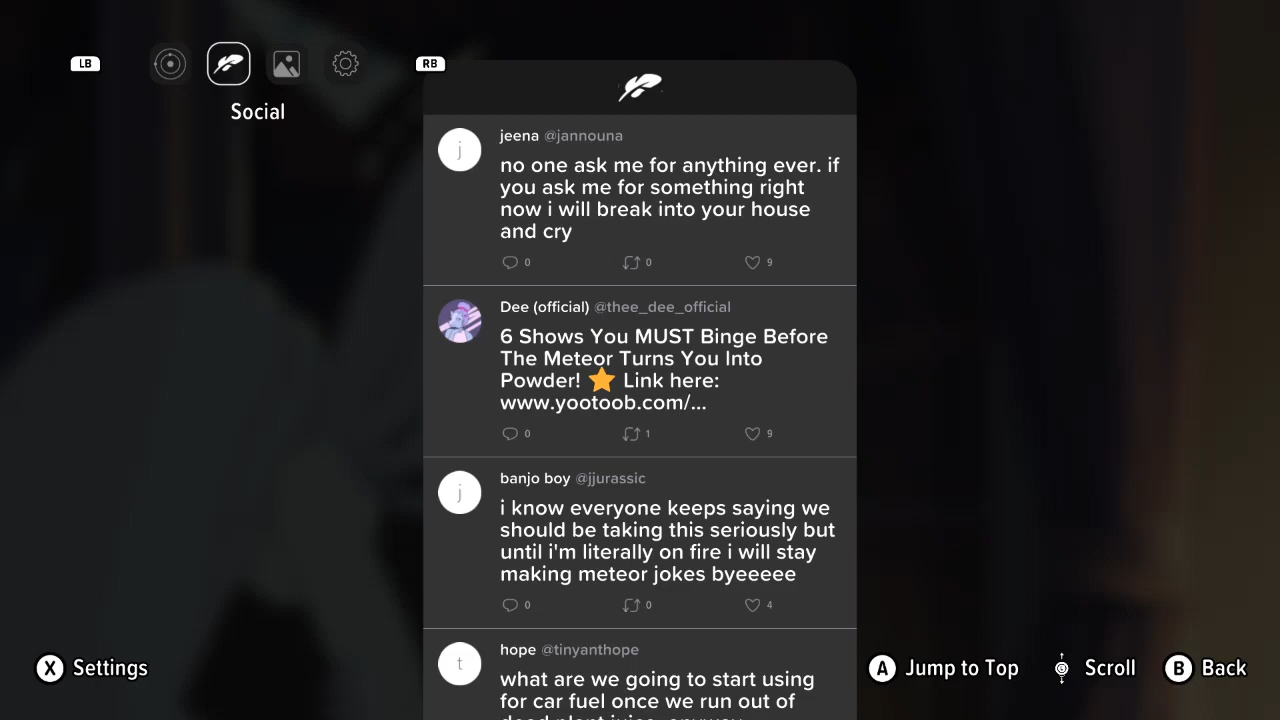 LB
RB
Social
jeena @jannouna
no one ask me for anything ever. if
you ask me for something right
now i will break into your house
and cry
0 0 9
Dee (official) @thee_dee_official
6 Shows You MUST Binge Before
The Meteor Turns You Into
Powder! ⭐ Link here:
www.yootoob.com/...
0 1 9
j
banjo boy @jjurassic
i know everyone keeps saying we
should be taking this seriously but
until i'm literally on fire i will stay
making meteor jokes byeeeee
0 0 4
t
hope @tinyanthope
what are we going to start using
for car fuel once we run out of
dead plant juice, anyway
X Settings
A Jump to Top
Scroll
B Back